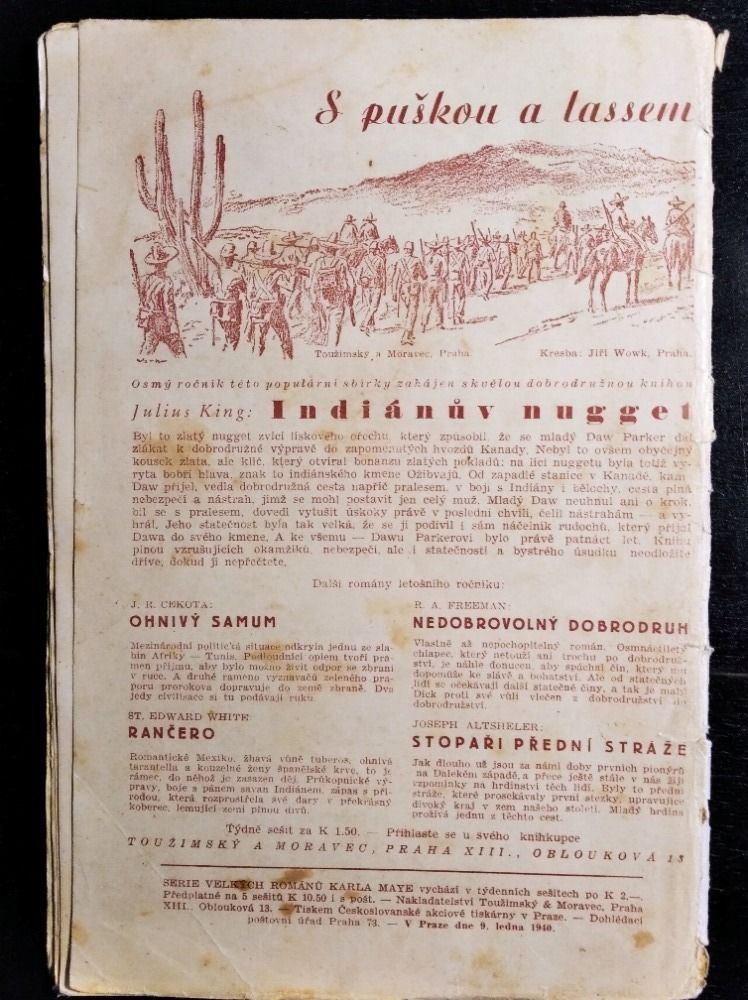 S puškou a lassem
Toužimský a Moravec, Praha. Kresba: Jiří Wowk, Praha.
Osmý ročník této populární sbírky zahájen skvělou dobrodružnou knihou
Julius King: Indiánův nugget
Byl to zlatý nugget zvící lískového ořechu, který způsobil, že se mladý Daw Parker dal
zlákat k dobrodružné výpravě do zapomenutých hvozdů Kanady. Nebyl to ovšem obyčejný
kousek zlata, ale klíč, který otvíral bonanzu zlatých pokladů: na líci nuggetu byla totiž vy-
ryta bobří hlava, znak to indiánského kmene Ožibvajů. Od zapadlé stanice v Kanadě, kam
Daw přijel, vedla dobrodružná cesta napříč pralesem, v boji s Indiány i bělochy, cesta plná
nebezpečí a nástrah, jimž se mohl postavit jen celý muž. Mladý Daw neuhnul ani o krok,
bil se s pralesem, dovedl vytušit úskoky právě v poslední chvíli, čelil nástrahám — a vy-
hrál. Jeho statečnost byla tak velká, že se jí podivil i sám náčelník rudochů, který přijal
Dawa do svého kmene. A ke všemu — Dawu Parkerovi bylo právě patnáct let. Knihu
plnou vzrušujících okamžiků, nebezpečí, ale i statečnosti a bystrého úsudku neodložíte
dříve, dokud ji nepřečtete.
Další romány letošního ročníku:
J. R. CEKOTA:
OHNIVÝ SAMUM
Mezinárodní politická situace odkryla jednu ze sla-
bin Afriky — Tunis. Podloudníci opiem tvoří pra-
men příjmu, aby bylo možno živit odpor se zbraní
v ruce. A druhé rameno vyznavačů zeleného pra-
poru prorokova dopravuje do země zbraně. Dva
jedy civilisace si tu podávají ruku.
ST. EDWARD WHITE:
RANČERO
Romantické Mexiko, žhavá vůně tuberos, ohnivá
tarantella a kouzelné ženy španělské krve, to je
rámec, do něhož je zasazen děj. Průkopnické vý-
pravy, boje s pánem savan Indiánem, zápas s pří-
rodou, která rozprostřela své dary v překrásný
koberec, lemující zemi plnou divů.
R. A. FREEMAN:
NEDOBROVOLNÝ DOBRODRUH
Vlastně až nepochopitelný román. Osmnáctiletý
chlapec, který netouží ani trochu po dobrodruž-
ství, je náhle donucen, aby spáchal čin, který mu
dopomůže ke slávě a bohatství. Ale od statečných
lidí se očekávají další statečné činy, a tak je malý
Dick proti své vůli vlečen z dobrodružství do
dobrodružství.
JOSEPH ALTSHELER:
STOPAŘI PŘEDNÍ STRÁŽE
Jak dlouho už jsou za námi doby prvních pionýrů
na Dalekém západě, a přece ještě stále v nás žijí
vzpomínky na hrdinství těch lidí. Byly to přední
stráže, které prosekávaly první stezky, upravujíce
divoký kraj v zem našeho století. Mladý hrdina
prožívá jednu z těchto cest.
Týdně sešit za K 1.50. — Přihlaste se u svého knihkupce
TOUŽIMSKÝ A MORAVEC, PRAHA XIII., OBLOUKOVÁ 13
SERIE VELKÝCH ROMÁNŮ KARLA MAYE vychází v týdenních sešitech po K 2.—.
Předplatné na 5 sešitů K 10.50 i s pošt. — Nakladatelství Toužimský & Moravec, Praha
XIII., Oblouková 13. — Tiskem Československé akciové tiskárny v Praze. — Dohlédací
poštovní úřad Praha 73. — V Praze dne 9. ledna 1940.